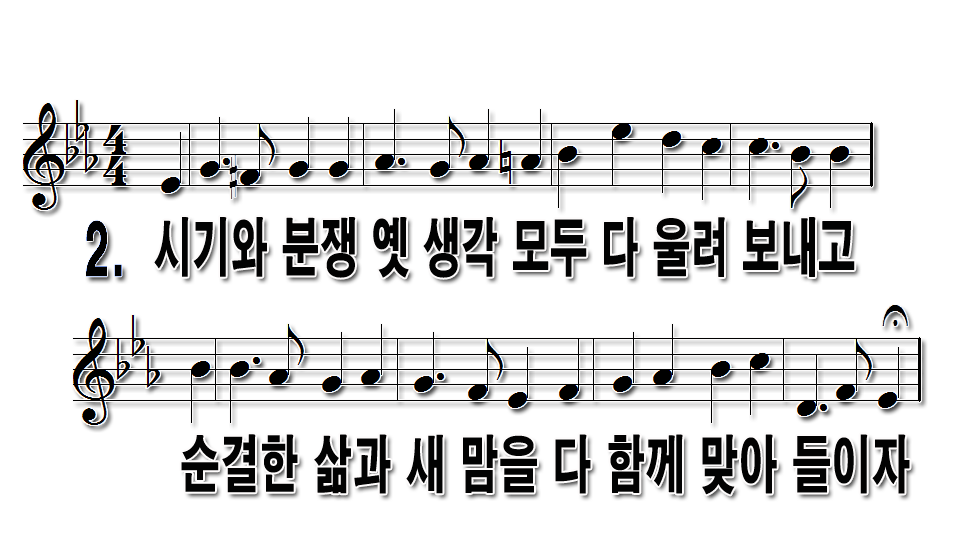 2. 시기와 분쟁 옛 생각 모두 다 울려 보내고
순결한 삶과 새 맘을 다 함께 맞아 들이자